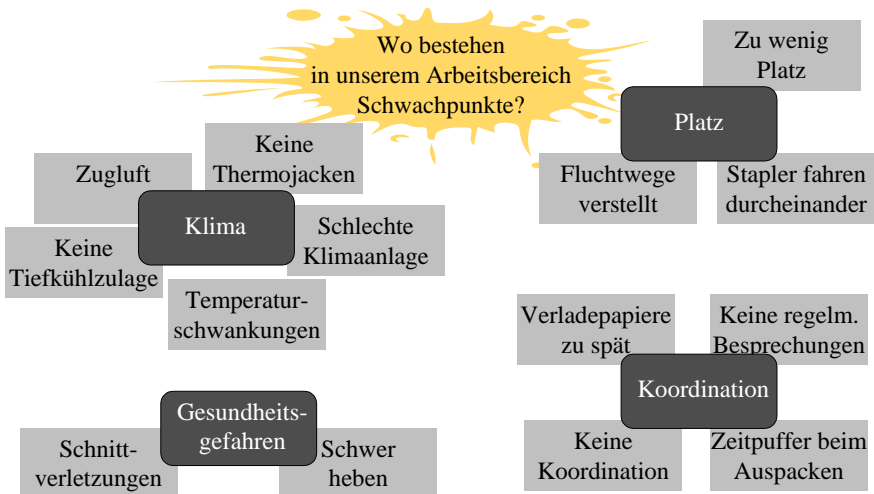 Wo bestehen
in unserem Arbeitsbereich
Schwachpunkte?
Zu wenig
Platz
Platz
Fluchtwege
verstellt
Stapler fahren
durcheinander
Keine
Thermojacken
Zugluft
Klima
Schlechte
Klimaanlage
Keine
Tiefkühlzulage
Temperatur-
schwankungen
Verladepapiere
zu spät
Keine regelm.
Besprechungen
Koordination
Keine
Koordination
Zeitpuffer beim
Auspacken
Gesundheits-
gefahren
Schnitt-
verletzungen
Schwer
heben